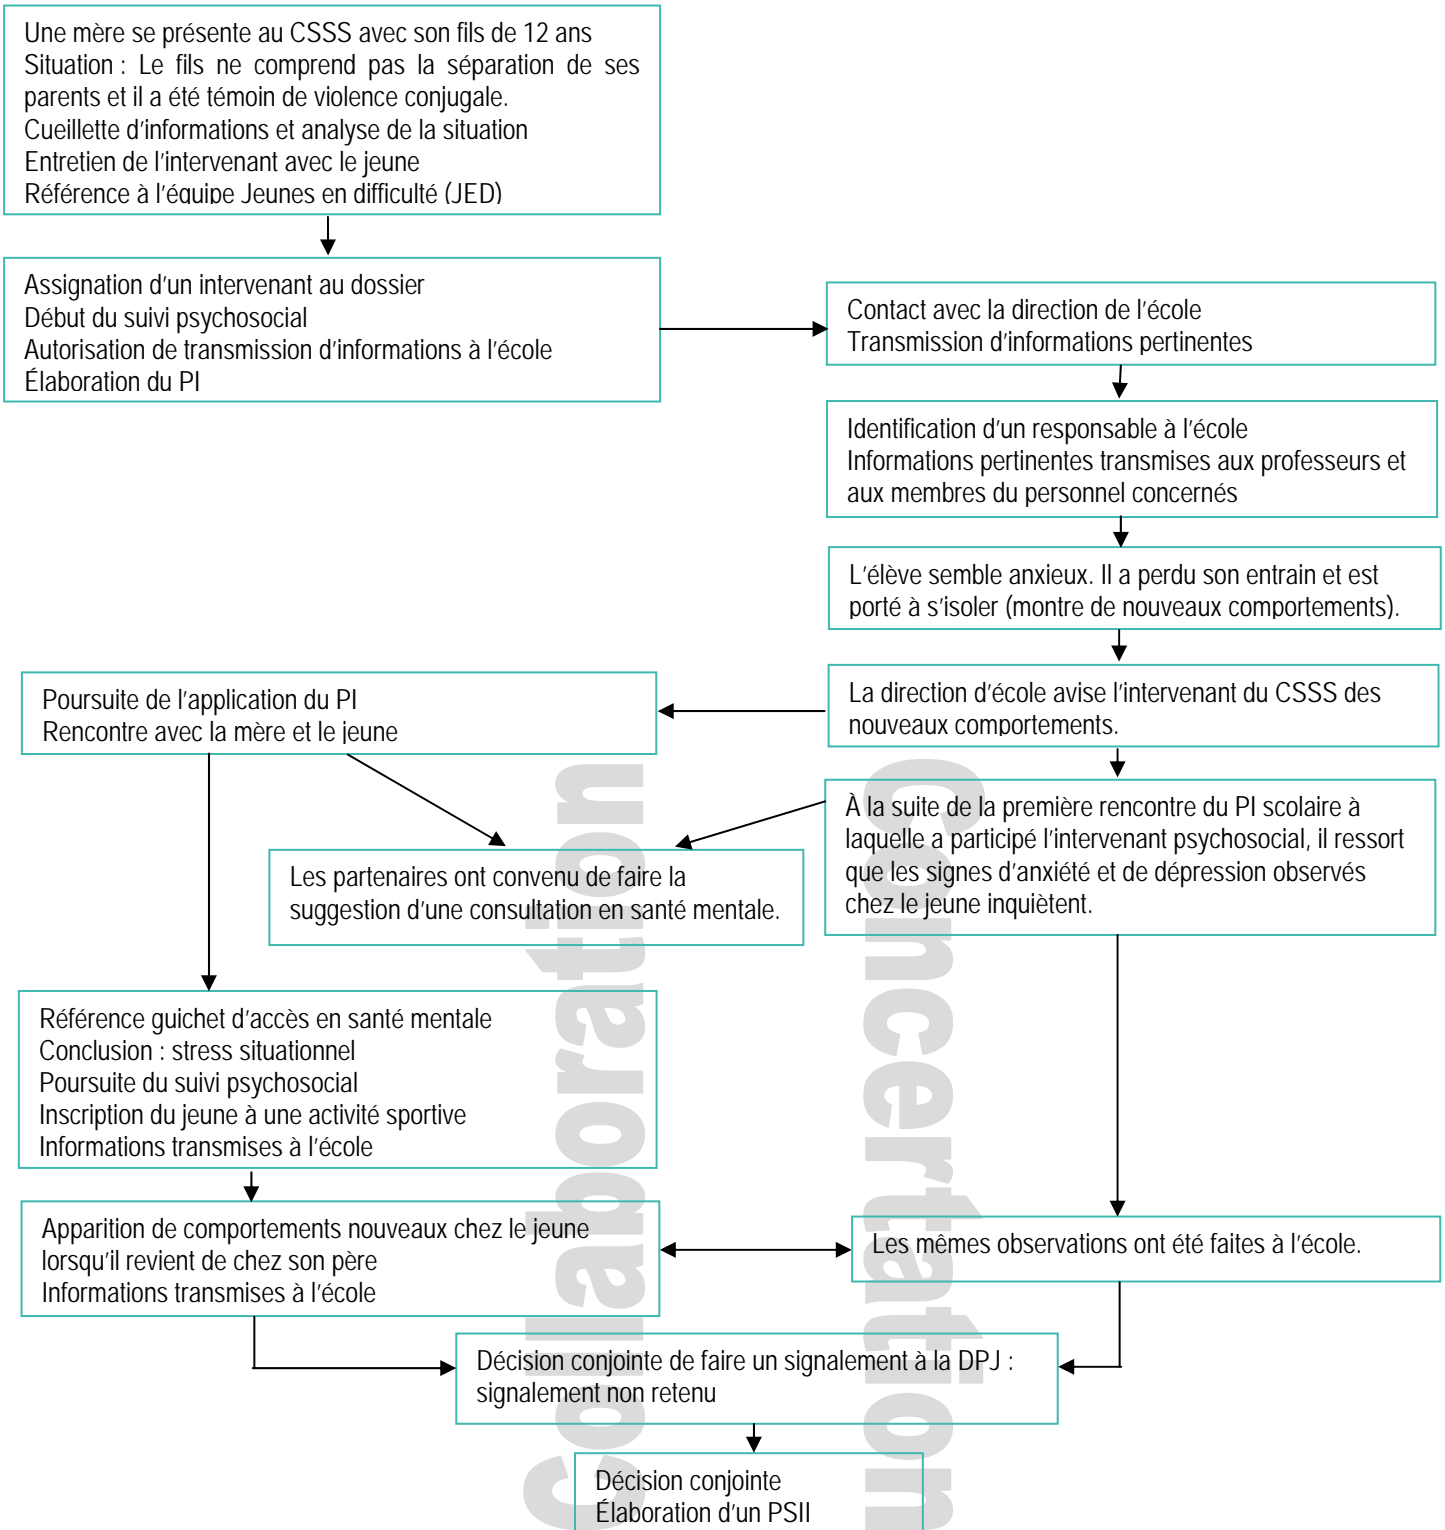 Une mère se présente au CSSS avec son fils de 12 ans
Situation : Le fils ne comprend pas la séparation de ses
parents et il a été témoin de violence conjugale.
Cueillette d'informations et analyse de la situation
Entretien de l'intervenant avec le jeune
Référence à l'équipe Jeunes en difficulté (JED)
Assignation d'un intervenant au dossier
Début du suivi psychosocial
Autorisation de transmission d'informations à l'école
Élaboration du PI
Contact avec la direction de l'école
Transmission d'informations pertinentes
Identification d'un responsable à l'école
Informations pertinentes transmises aux professeurs et
aux membres du personnel concernés
L'élève semble anxieux. Il a perdu son entrain et est
porté à s'isoler (montre de nouveaux comportements).
La direction d'école avise l'intervenant du CSSS des
nouveaux comportements.
Poursuite de l'application du PI
Rencontre avec la mère et le jeune
À la suite de la première rencontre du PI scolaire à
laquelle a participé l'intervenant psychosocial, il ressort
que les signes d'anxiété et de dépression observés
chez le jeune inquiètent.
Les partenaires ont convenu de faire la
suggestion d'une consultation en santé mentale.
Référence guichet d'accès en santé mentale
Conclusion : stress situationnel
Poursuite du suivi psychosocial
Inscription du jeune à une activité sportive
Informations transmises à l'école
Apparition de comportements nouveaux chez le jeune
lorsqu'il revient de chez son père
Informations transmises à l'école
Les mêmes observations ont été faites à l'école.
Décision conjointe de faire un signalement à la DPJ :
signalement non retenu
Décision conjointe
Élaboration d'un PSII
Collaboration
Concertation